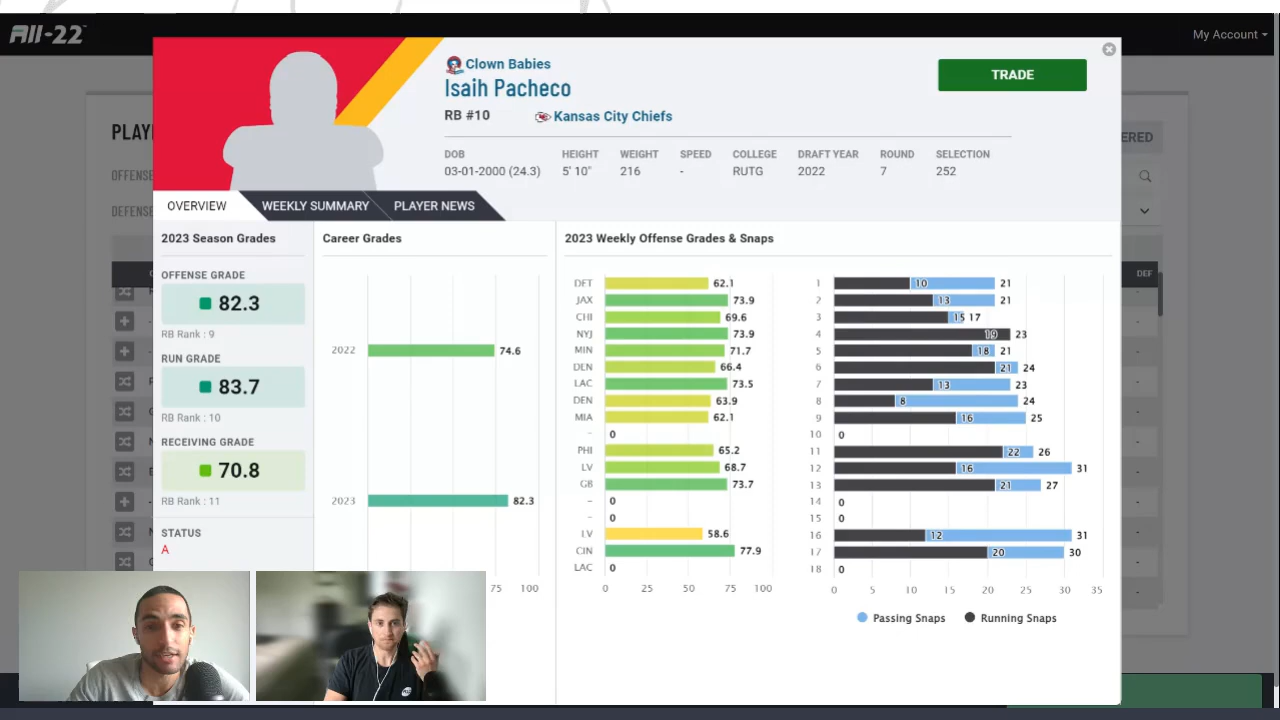 All-22
My Account
Clown Babies
Isaih Pacheco
TRADE
RB #10
Kansas City Chiefs
PLAY
ERED
DOB HEIGHT WEIGHT SPEED COLLEGE DRAFT YEAR ROUND SELECTION
03-01-2000 (24.3) 5' 10" 216 - RUTG 2022 7 252
OFFENSE
DEFENSE
OVERVIEW WEEKLY SUMMARY PLAYER NEWS
2023 Season Grades
OFFENSE GRADE
82.3
RB Rank : 9
RUN GRADE
83.7
RB Rank : 10
RECEIVING GRADE
70.8
RB Rank : 11
STATUS
A
Career Grades
2022 74.6
2023 82.3
75 100
2023 Weekly Offense Grades & Snaps
DET 62.1 1 10 21
JAX 73.9 2 13 21
CHI 69.6 3 15 17
NYJ 73.9 4 19 23
MIN 71.7 5 18 21
DEN 66.4 6 21 24
LAC 73.5 7 13 23
DEN 63.9 8 8 24
MIA 62.1 9 16 25
- 0 10 0
PHI 65.2 11 22 26
LV 68.7 12 16 31
GB 73.7 13 21 27
- 0 14 0
- 0 15 0
LV 58.6 16 12 31
CIN 77.9 17 20 30
LAC 0 18 0
0 25 50 75 100 0 5 10 15 20 25 30 35
Passing Snaps Running Snaps
DEF